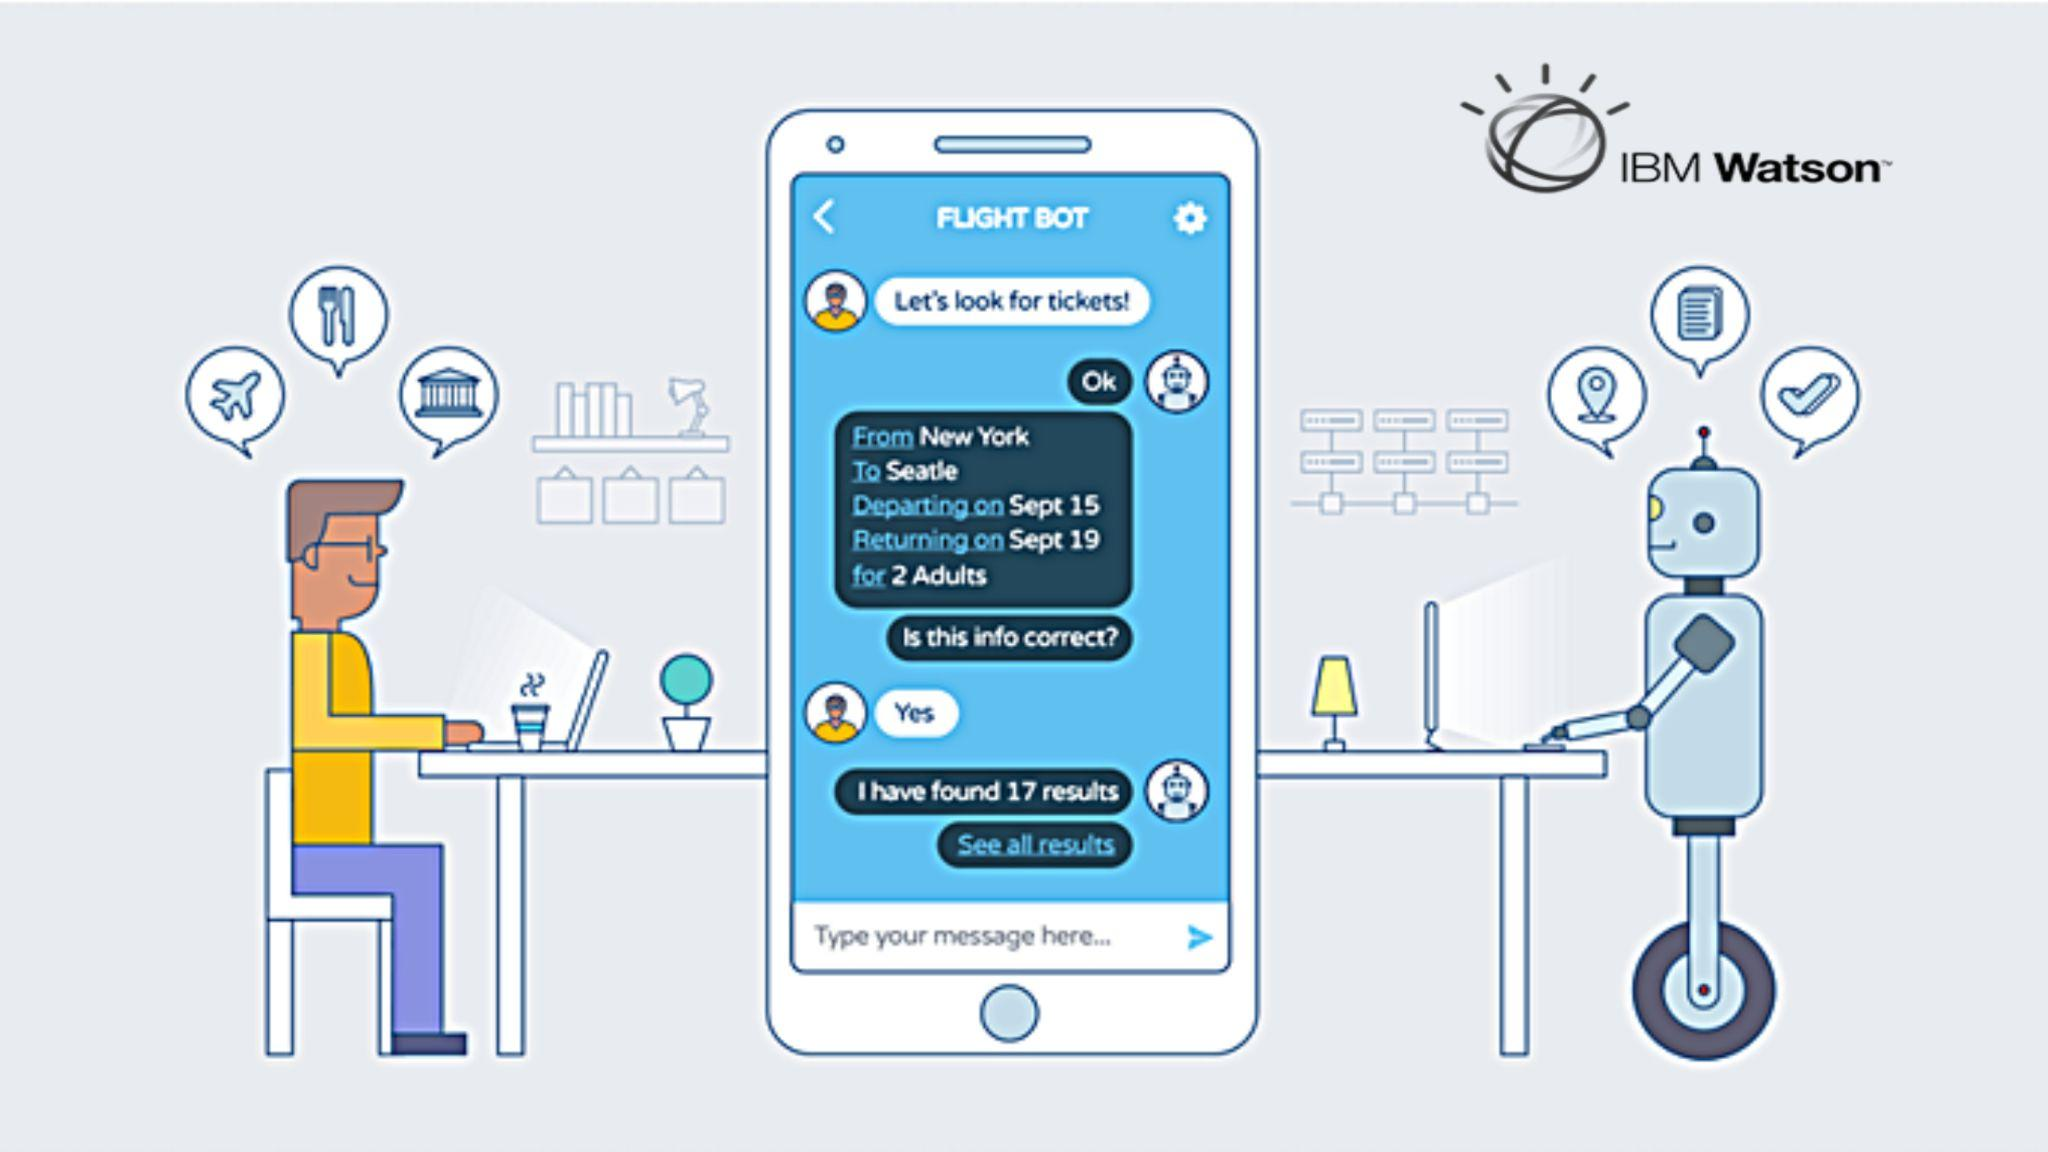 IBM Watson™
FLIGHT BOT
Let's look for tickets!
Ok
From New York
To Seatle
Departing on Sept 15
Returning on Sept 19
for 2 Adults
Is this info correct?
Yes
I have found 17 results
See all results
Type your message here...